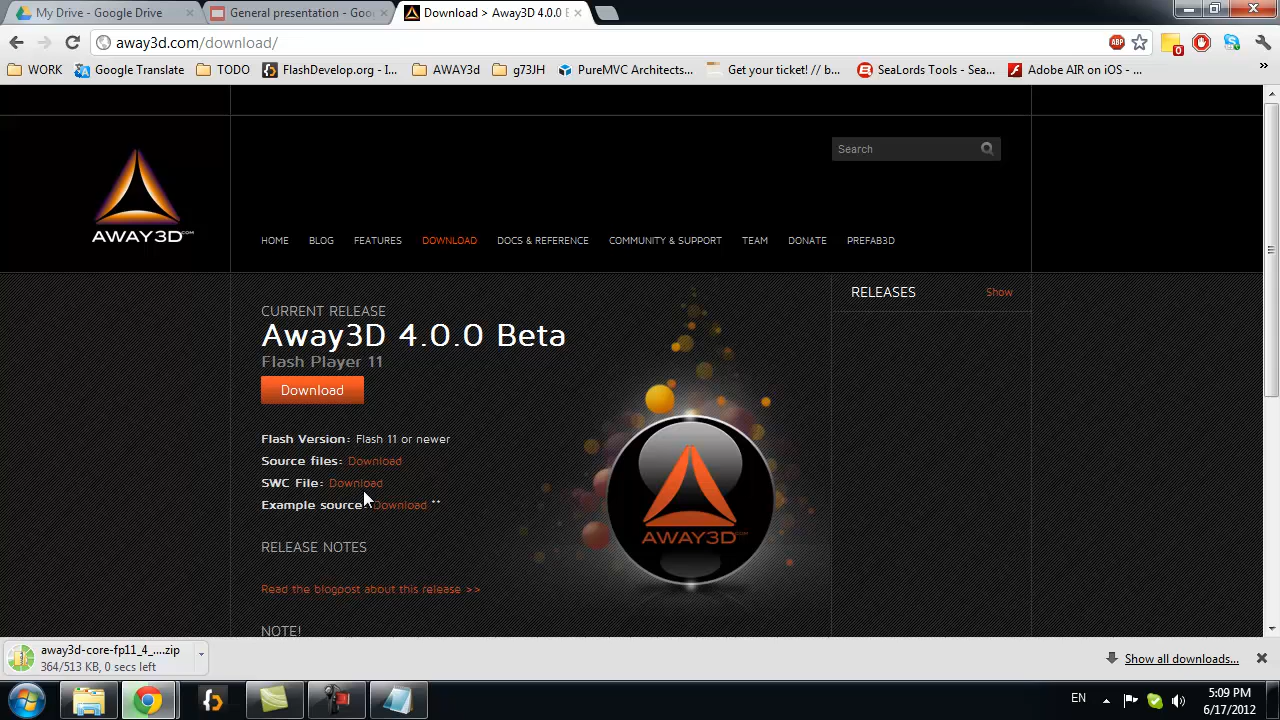 My Drive - Google Drive
General presentation - Goo
Download > Away3D 4.0.0 B
away3d.com/download/
ABP
0
WORK
Google Translate
TODO
FlashDevelop.org - I...
AWAY3d
g73JH
PureMVC Architects...
Get your ticket! // b...
SeaLords Tools - Sea...
Adobe AIR on iOS - ...
»
Search
AWAY3D.COM
HOME
BLOG
FEATURES
DOWNLOAD
DOCS & REFERENCE
COMMUNITY & SUPPORT
TEAM
DONATE
PREFAB3D
CURRENT RELEASE
Away3D 4.0.0 Beta
Flash Player 11
Download
Flash Version: Flash 11 or newer
Source files: Download
SWC File: Download
Example source: Download **
RELEASE NOTES
Read the blogpost about this release >>
NOTE!
RELEASES
Show
AWAY3D.COM
away3d-core-fp11_4_....zip
364/513 KB, 0 secs left
Show all downloads...
EN
5:09 PM
6/17/2012